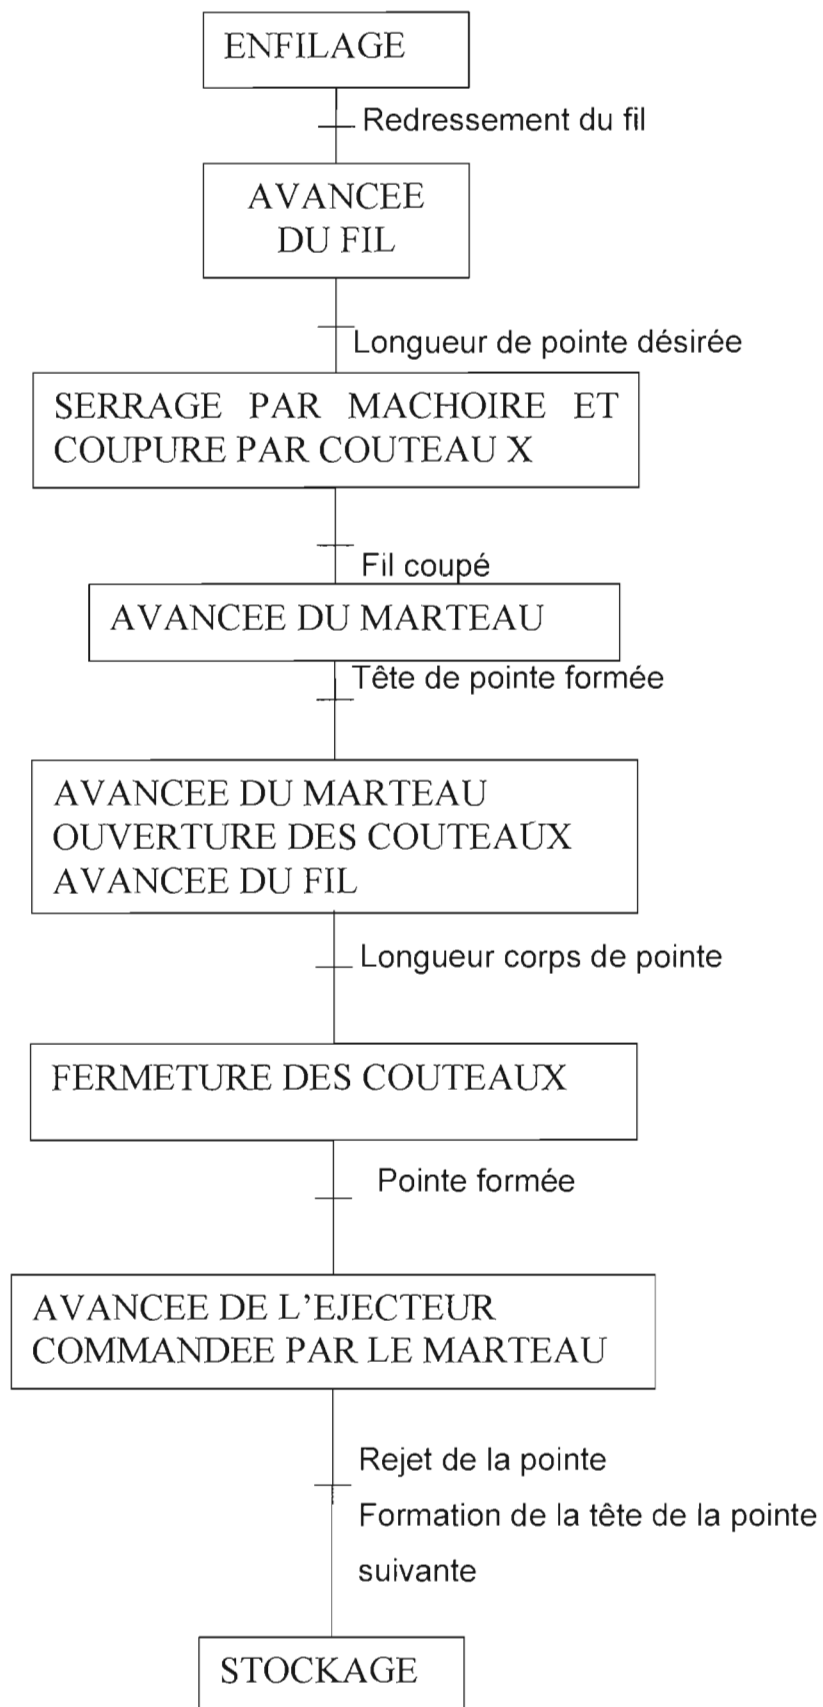 ENFILAGE
Redressement du fil
AVANCEE
DU FIL
Longueur de pointe désirée
SERRAGE PAR MACHOIRE ET
COUPURE PAR COUTEAU X
Fil coupé
AVANCEE DU MARTEAU
Tête de pointe formée
AVANCEE DU MARTEAU
OUVERTURE DES COUTEAUX
AVANCEE DU FIL
Longueur corps de pointe
FERMETURE DES COUTEAUX
Pointe formée
AVANCEE DE L'EJECTEUR
COMMANDEE PAR LE MARTEAU
Rejet de la pointe
Formation de la tête de la pointe
suivante
STOCKAGE